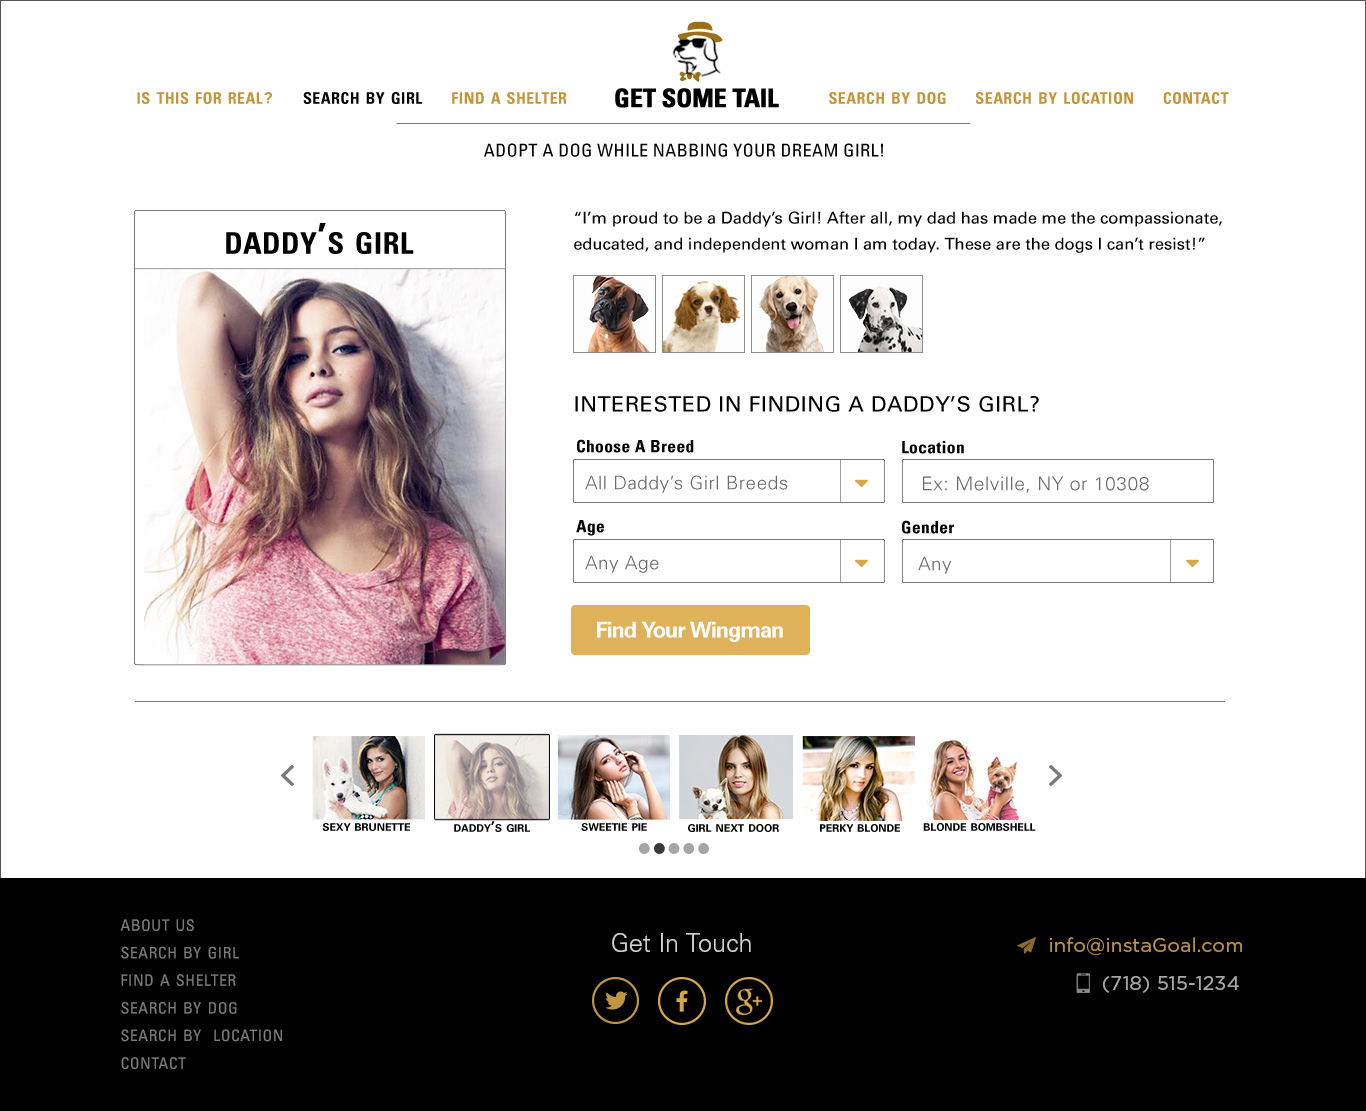 IS THIS FOR REAL?
SEARCH BY GIRL
FIND A SHELTER
GET SOME TAIL
SEARCH BY DOG
SEARCH BY LOCATION
CONTACT
ADOPT A DOG WHILE NABBING YOUR DREAM GIRL!
DADDY’S GIRL
“I’m proud to be a Daddy’s Girl! After all, my dad has made me the compassionate,
educated, and independent woman I am today. These are the dogs I can’t resist!”
INTERESTED IN FINDING A DADDY’S GIRL?
Choose A Breed
Location
All Daddy’s Girl Breeds
Ex: Melville, NY or 10308
Age
Gender
Any Age
Any
Find Your Wingman
SEXY BRUNETTE
DADDY’S GIRL
SWEETIE PIE
GIRL NEXT DOOR
PERKY BLONDE
BLONDE BOMBSHELL
ABOUT US
SEARCH BY GIRL
FIND A SHELTER
SEARCH BY DOG
SEARCH BY LOCATION
CONTACT
Get In Touch
info@instaGoal.com
(718) 515-1234